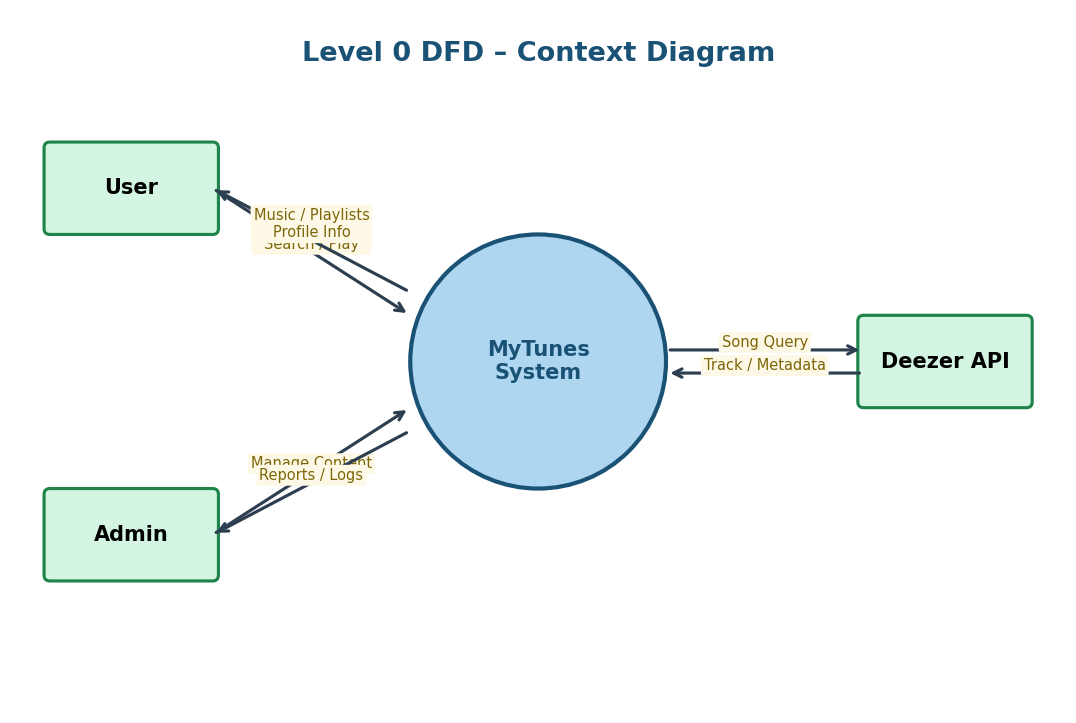 Level 0 DFD – Context Diagram
User
Music / Playlists
Profile Info
Search / Play
MyTunes
System
Song Query
Track / Metadata
Deezer API
Manage Content
Reports / Logs
Admin